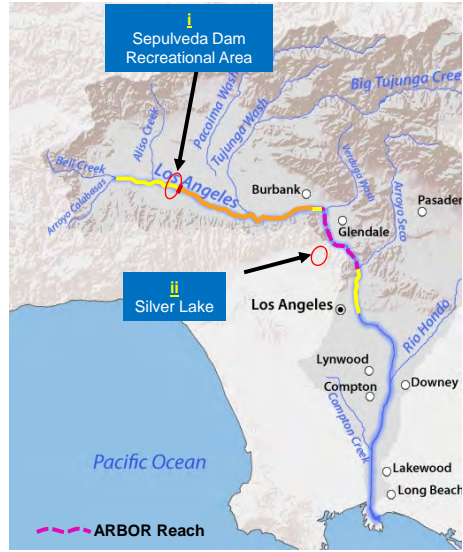 i
Sepulveda Dam
Recreational Area
Pacoima Wash
Tujunga Wash
Big Tujunga Cree
Aliso Creek
Bell Creek
Los Angeles
Arroyo Calabasas
Burbank
Verdugo Wash
Arroyo Seco
Pasaden
Glendale
ii
Silver Lake
Los Angeles
Rio Hondo
Lynwood
Compton
Downey
Compton Creek
Pacific Ocean
Lakewood
Long Beach
ARBOR Reach